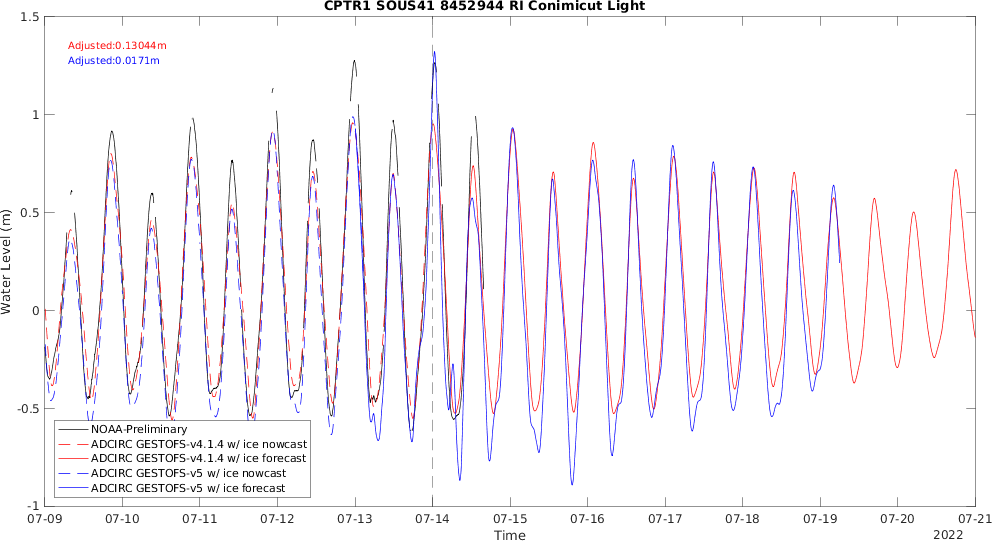 CPTR1 SOUS41 8452944 RI Conimicut Light
1.5
Adjusted:0.13044m
Adjusted:0.0171m
1
0.5
Water Level (m)
0
-0.5
NOAA-Preliminary
ADCIRC GESTOFS-v4.1.4 w/ ice nowcast
ADCIRC GESTOFS-v4.1.4 w/ ice forecast
ADCIRC GESTOFS-v5 w/ ice nowcast
ADCIRC GESTOFS-v5 w/ ice forecast
-1
07-09 07-10 07-11 07-12 07-13 07-14 07-15 07-16 07-17 07-18 07-19 07-20 07-21
Time
2022